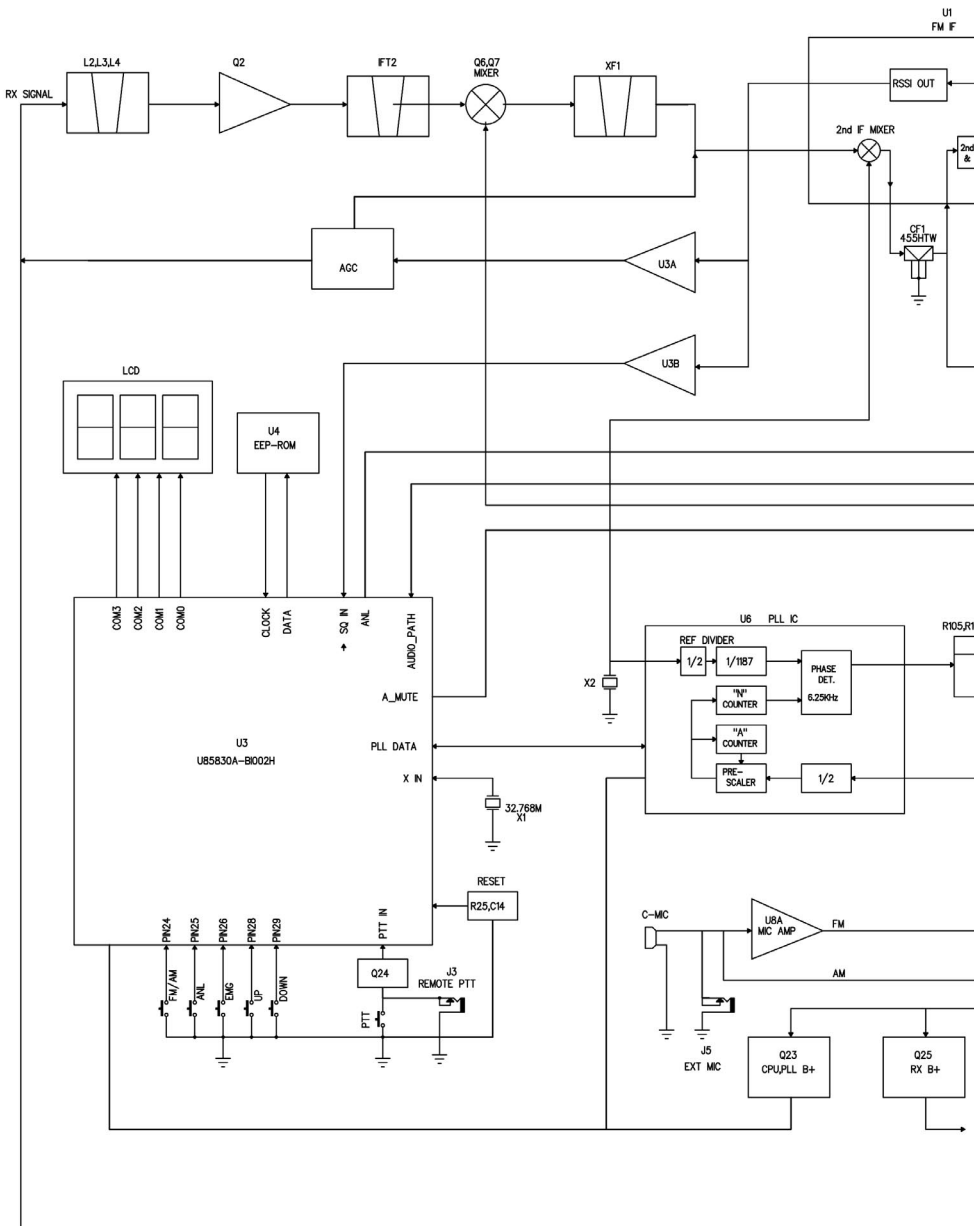 U1
FM IF
L2,L3,L4
Q2
IFT2
Q6,Q7
MIXER
XF1
RX SIGNAL
RSSI OUT
2nd IF MIXER
2nd
&
CF1
455HTW
AGC
U3A
U3B
LCD
U4
EEP-ROM
COM3
COM2
COM1
COM0
CLOCK
DATA
SQ IN
ANL
AUDIO_PATH
A_MUTE
PLL DATA
X IN
U3
U85830A-BI002H
32.768M
X1
U6 PLL IC
REF DIVIDER
1/2
1/1187
PHASE
DET.
6.25KHz
"N"
COUNTER
"A"
COUNTER
PRE-
SCALER
1/2
X2
R105,R1
RESET
R25,C14
PIN24
PIN25
PIN26
PIN28
PIN29
PTT IN
FM/AM
ANL
EMG
UP
DOWN
Q24
PTT
J3
REMOTE PTT
C-MIC
U8A
MIC AMP
FM
AM
J5
EXT MIC
Q23
CPU,PLL B+
Q25
RX B+